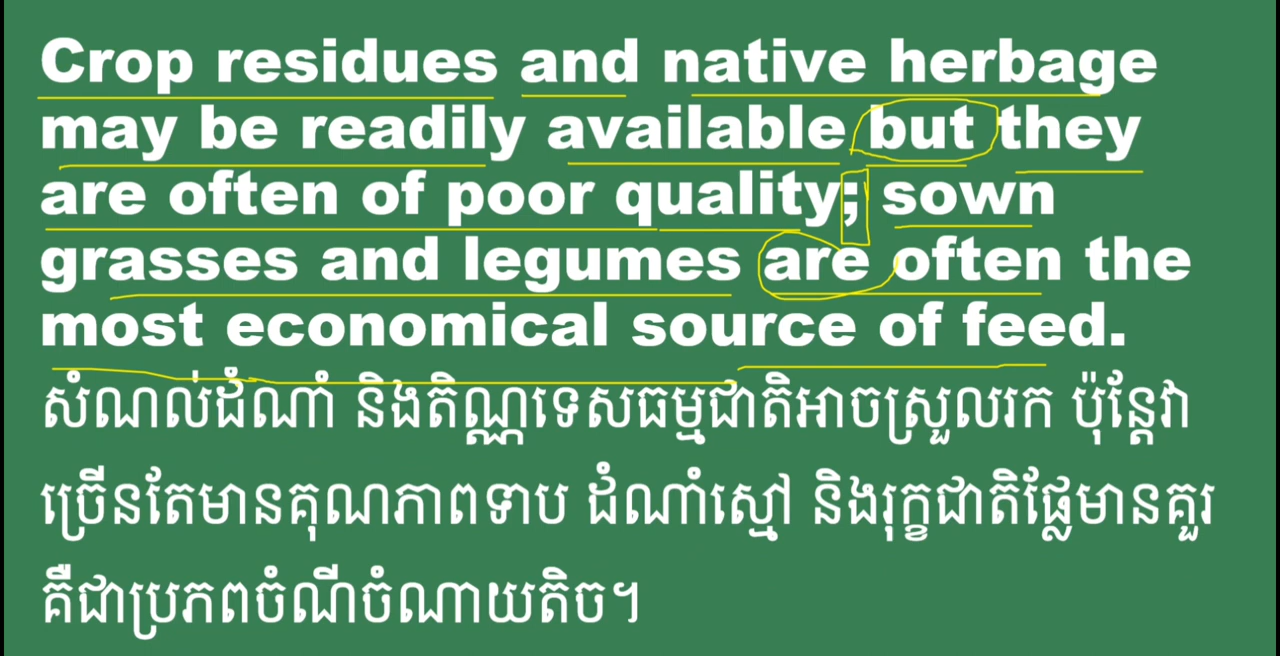 Crop residues and native herbage
may be readily available but they
are often of poor quality; sown
grasses and legumes are often the
most economical source of feed.
សំណល់ដំណាំ និងតិណ្ណទេសធម្មជាតិអាចស្រួលរក ប៉ុន្តែវា
ច្រើនតែមានគុណភាពទាប ដំណាំស្មៅ និងរុក្ខជាតិផ្លែមានគួរ
គឺជាប្រភពចំណីចំណាយតិច។